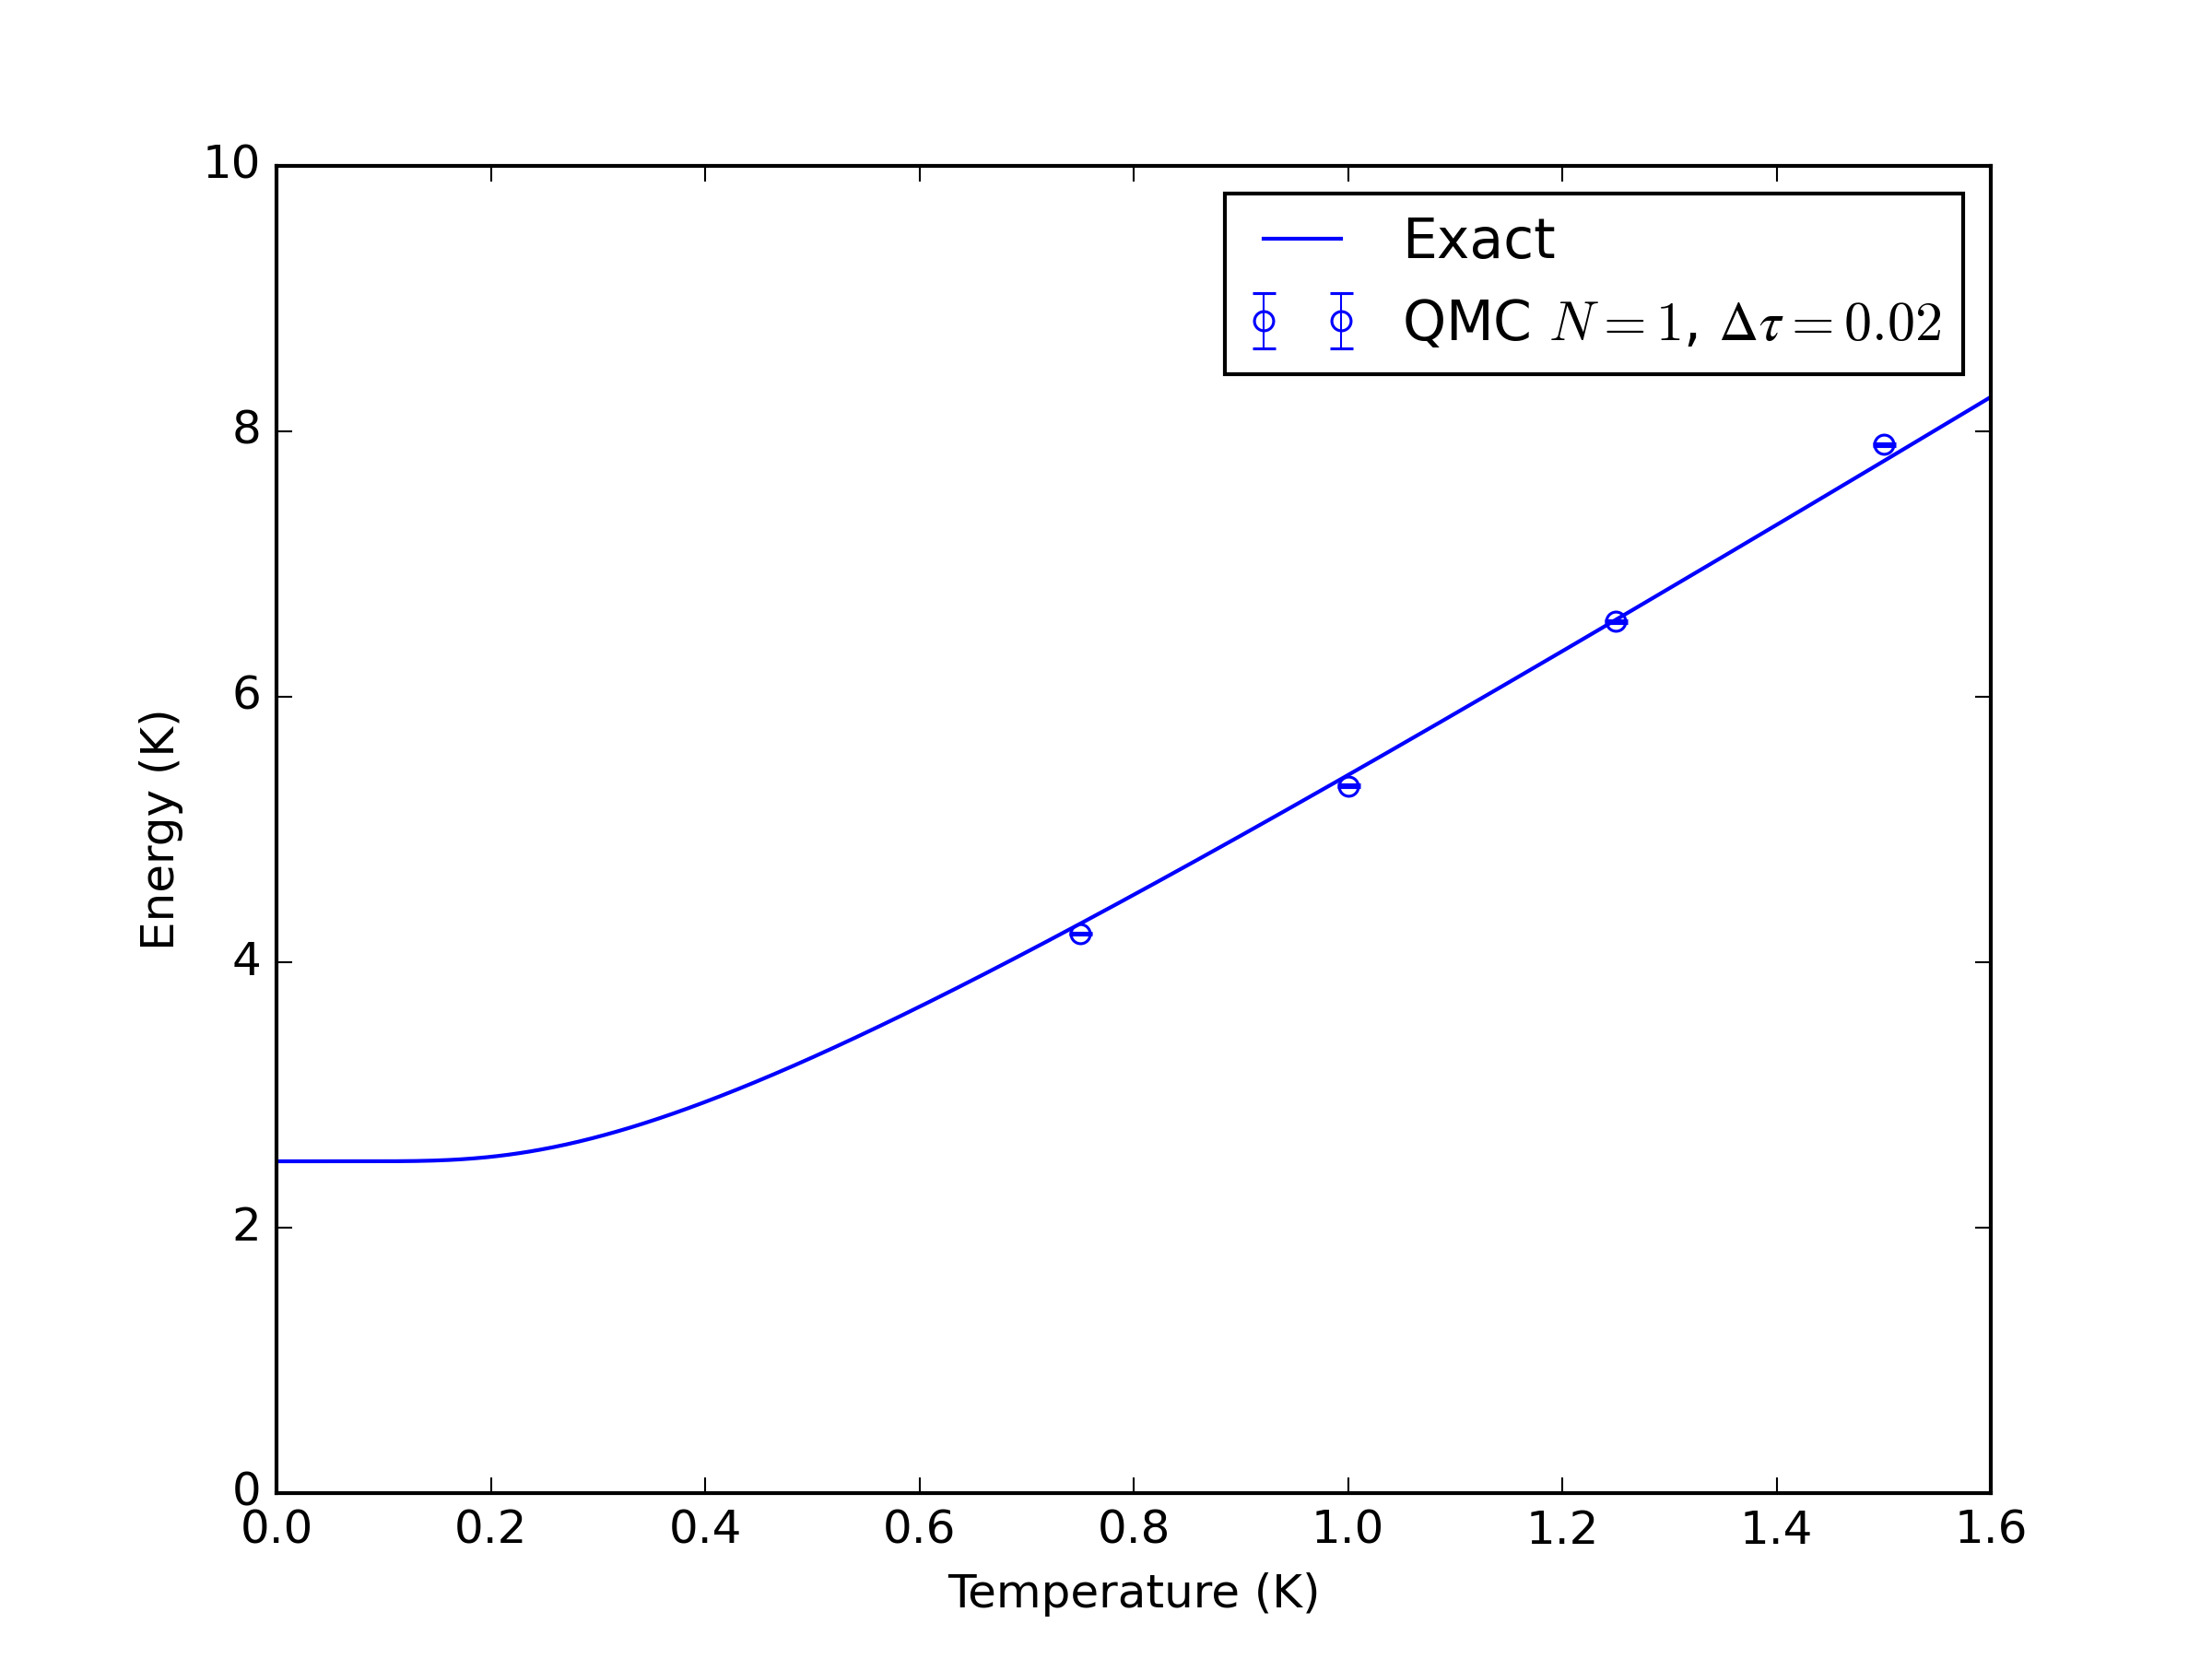 10
8
6
4
2
0
Energy (K)
Exact
QMC N = 1, Δτ = 0.02
0.0 0.2 0.4 0.6 0.8 1.0 1.2 1.4 1.6
Temperature (K)